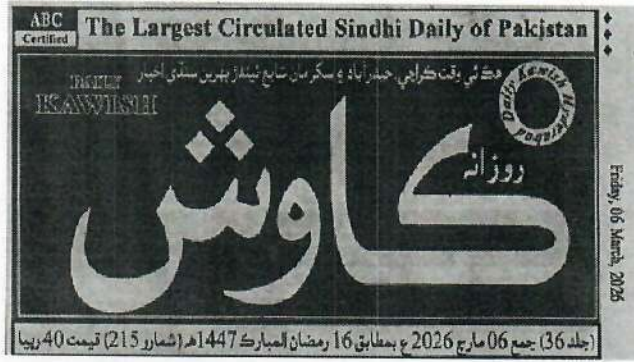 ABC
Certified
The Largest Circulated Sindhi Daily of Pakistan
هڪ ئي وقت ڪراچي، حيدرآباد ۽ سکر مان شايع ٿيندڙ بهترين سنڌي اخبار
DAILY
KAWISH
Daily Kawish Hyderabad
روزانه
ڪاوش
Friday, 06 March, 2026
(جلد 36) جمع 06 مارچ 2026ع بمطابق 16 رمضان المبارڪ 1447ھ (شمارو 215) قيمت 40 رپيا